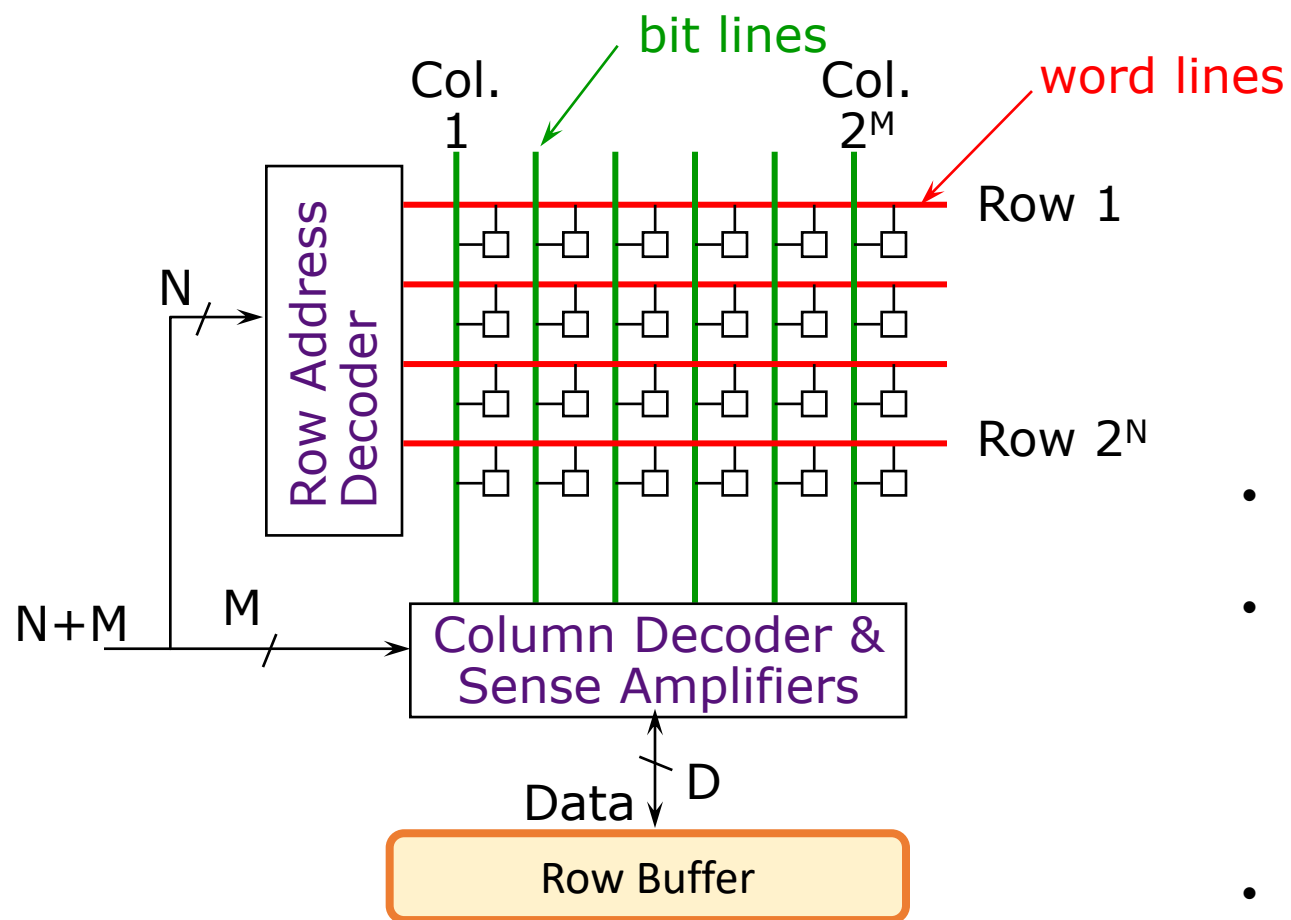 bit lines
word lines
Col.
1
Col.
2ᴹ
Row 1
Row Address
Decoder
N
Row 2ᴺ
•
N+M
M
•
Column Decoder &
Sense Amplifiers
D
Data
Row Buffer
•